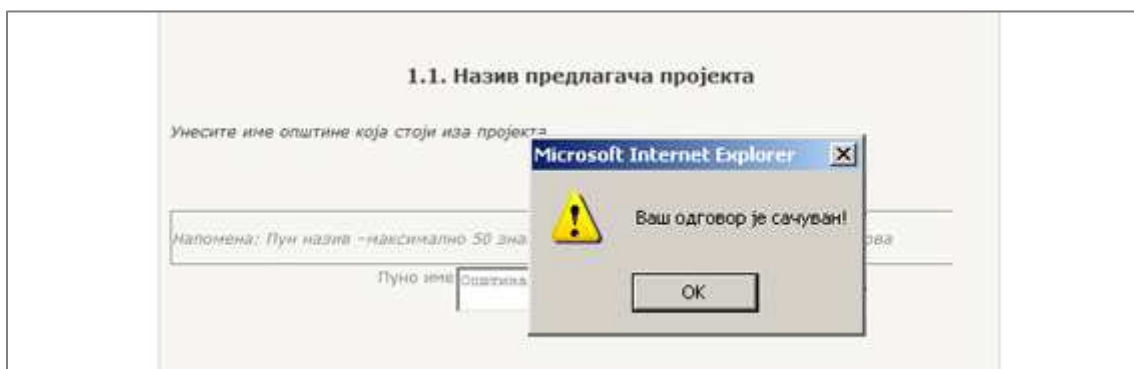 1.1. Назив предлагача пројекта
Унесите име општине која стоји иза пројекта
Microsoft Internet Explorer
Ваш одговор је сачуван!
Напомена: Пун назив -максимално 50 зна
ова
Пуно име
Општина
OK